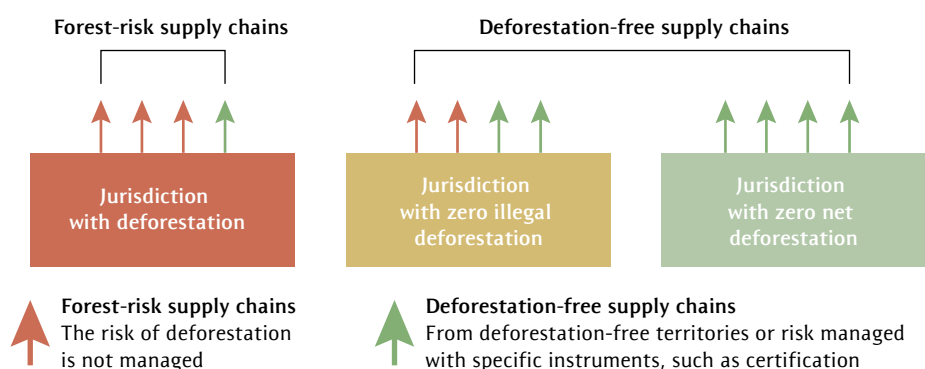 Forest-risk supply chains
Deforestation-free supply chains
Jurisdiction
with deforestation
Jurisdiction
with zero illegal
deforestation
Jurisdiction
with zero net
deforestation
Forest-risk supply chains
The risk of deforestation
is not managed
Deforestation-free supply chains
From deforestation-free territories or risk managed
with specific instruments, such as certification